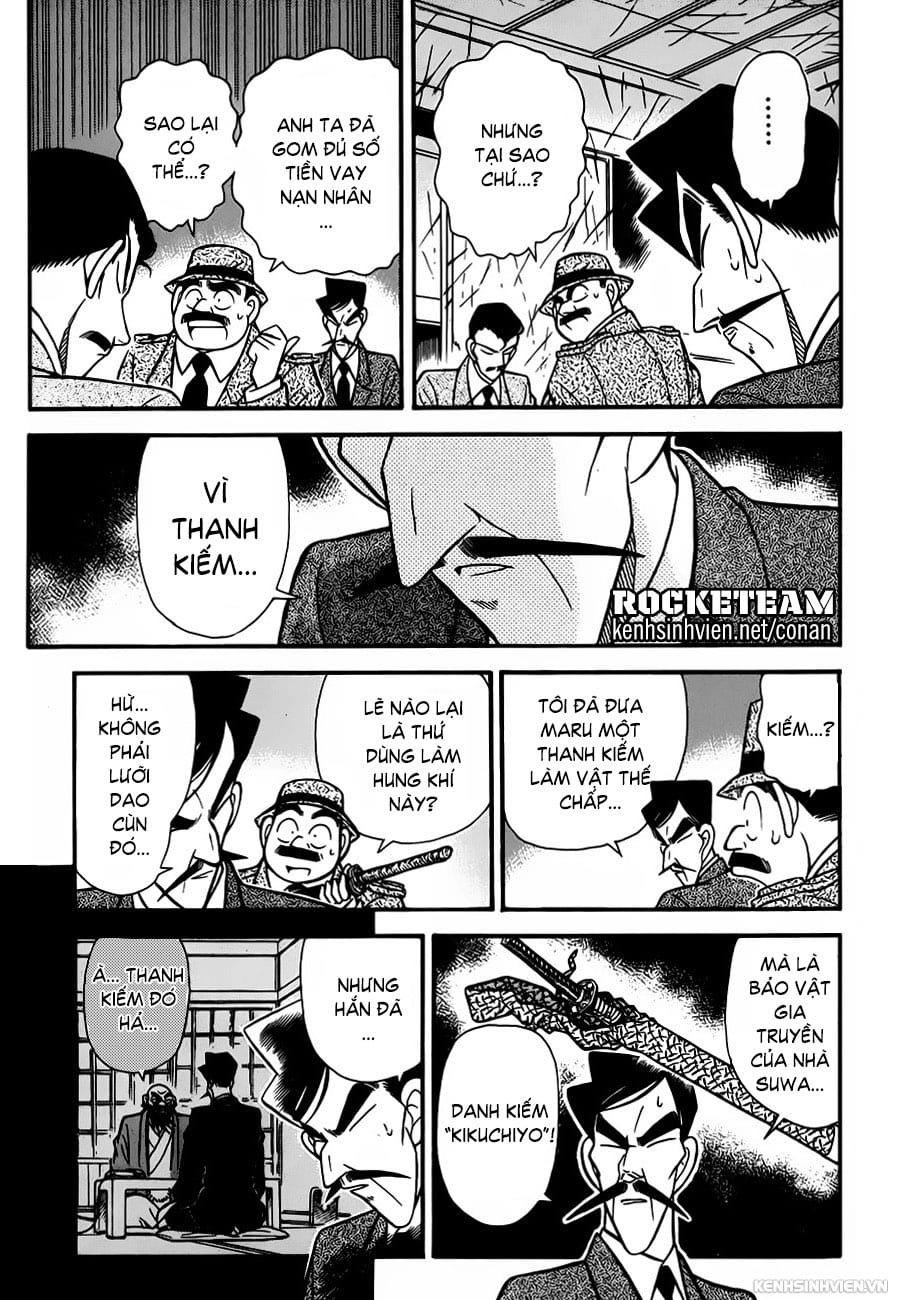 ......
NHƯNG
TẠI SAO
CHỨ...?
ANH TA ĐÃ
GOM ĐỦ SỐ
TIỀN VAY
NẠN NHÂN
...
SAO LẠI
CÓ
THỂ...?
VÌ
THANH
KIẾM...
ROCKETEAM
kenhsinhvien.net/conan
KIẾM...?
TÔI ĐÃ ĐƯA
MARU MỘT
THANH KIẾM
LÀM VẬT THẾ
CHẤP...
LẼ NÀO LẠI
LÀ THỨ
DÙNG LÀM
HUNG KHÍ
NÀY?
HỪ...
KHÔNG
PHẢI
LƯỠI
DAO
CÙN
ĐÓ...
MÀ LÀ
BẢO VẬT
GIA
TRUYỀN
CỦA NHÀ
SUWA...
DANH KIẾM
“KIKUCHIYO”!
NHƯNG
HẮN ĐÃ
...
À... THANH
KIẾM ĐÓ
HẢ...
KENHSINHVIEN.VN